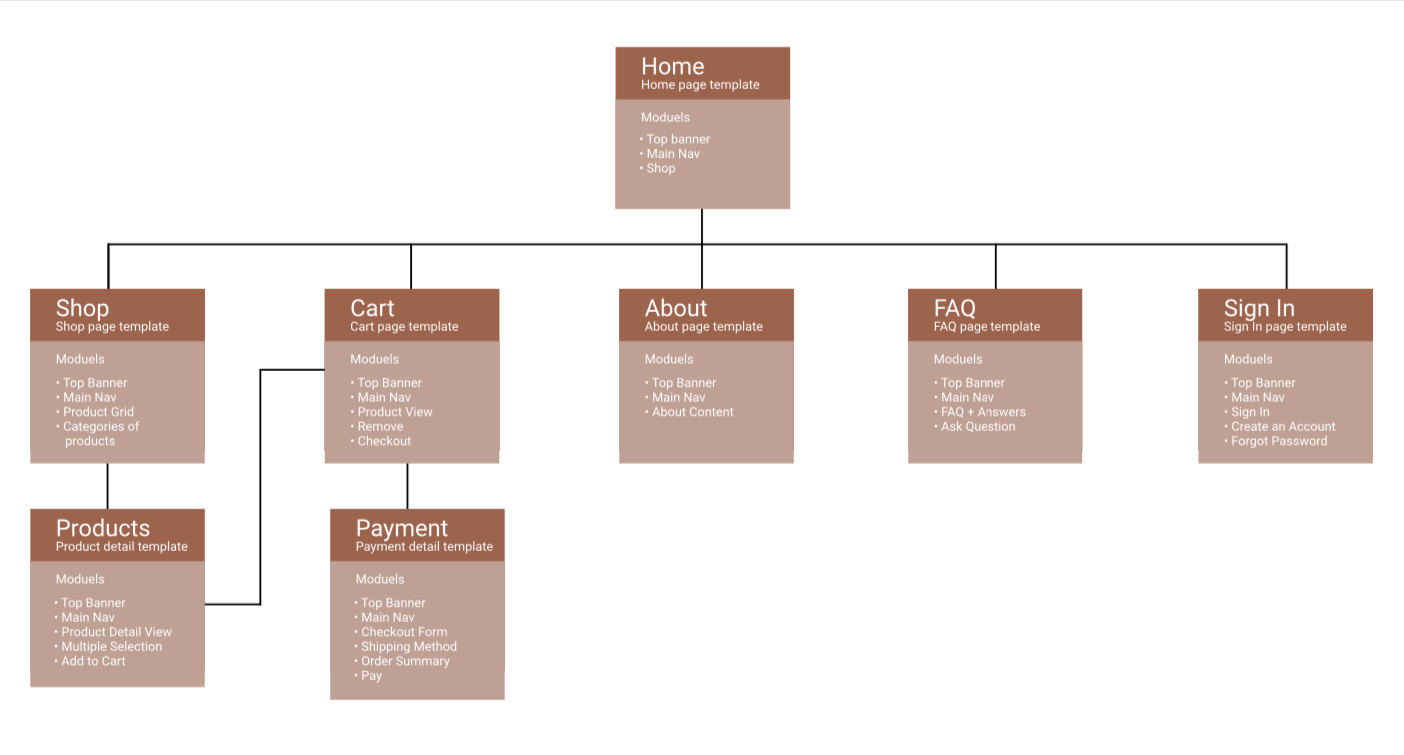 Home
Home page template
Moduels
• Top banner
• Main Nav
• Shop
Shop
Shop page template
Moduels
• Top Banner
• Main Nav
• Product Grid
• Categories of
products
Cart
Cart page template
Moduels
• Top Banner
• Main Nav
• Product View
• Remove
• Checkout
About
About page template
Moduels
• Top Banner
• Main Nav
• About Content
FAQ
FAQ page template
Moduels
• Top Banner
• Main Nav
• FAQ + Answers
• Ask Question
Sign In
Sign In page template
Moduels
• Top Banner
• Main Nav
• Sign In
• Create an Account
• Forgot Password
Products
Product detail template
Moduels
• Top Banner
• Main Nav
• Product Detail View
• Multiple Selection
• Add to Cart
Payment
Payment detail template
Moduels
• Top Banner
• Main Nav
• Checkout Form
• Shipping Method
• Order Summary
• Pay